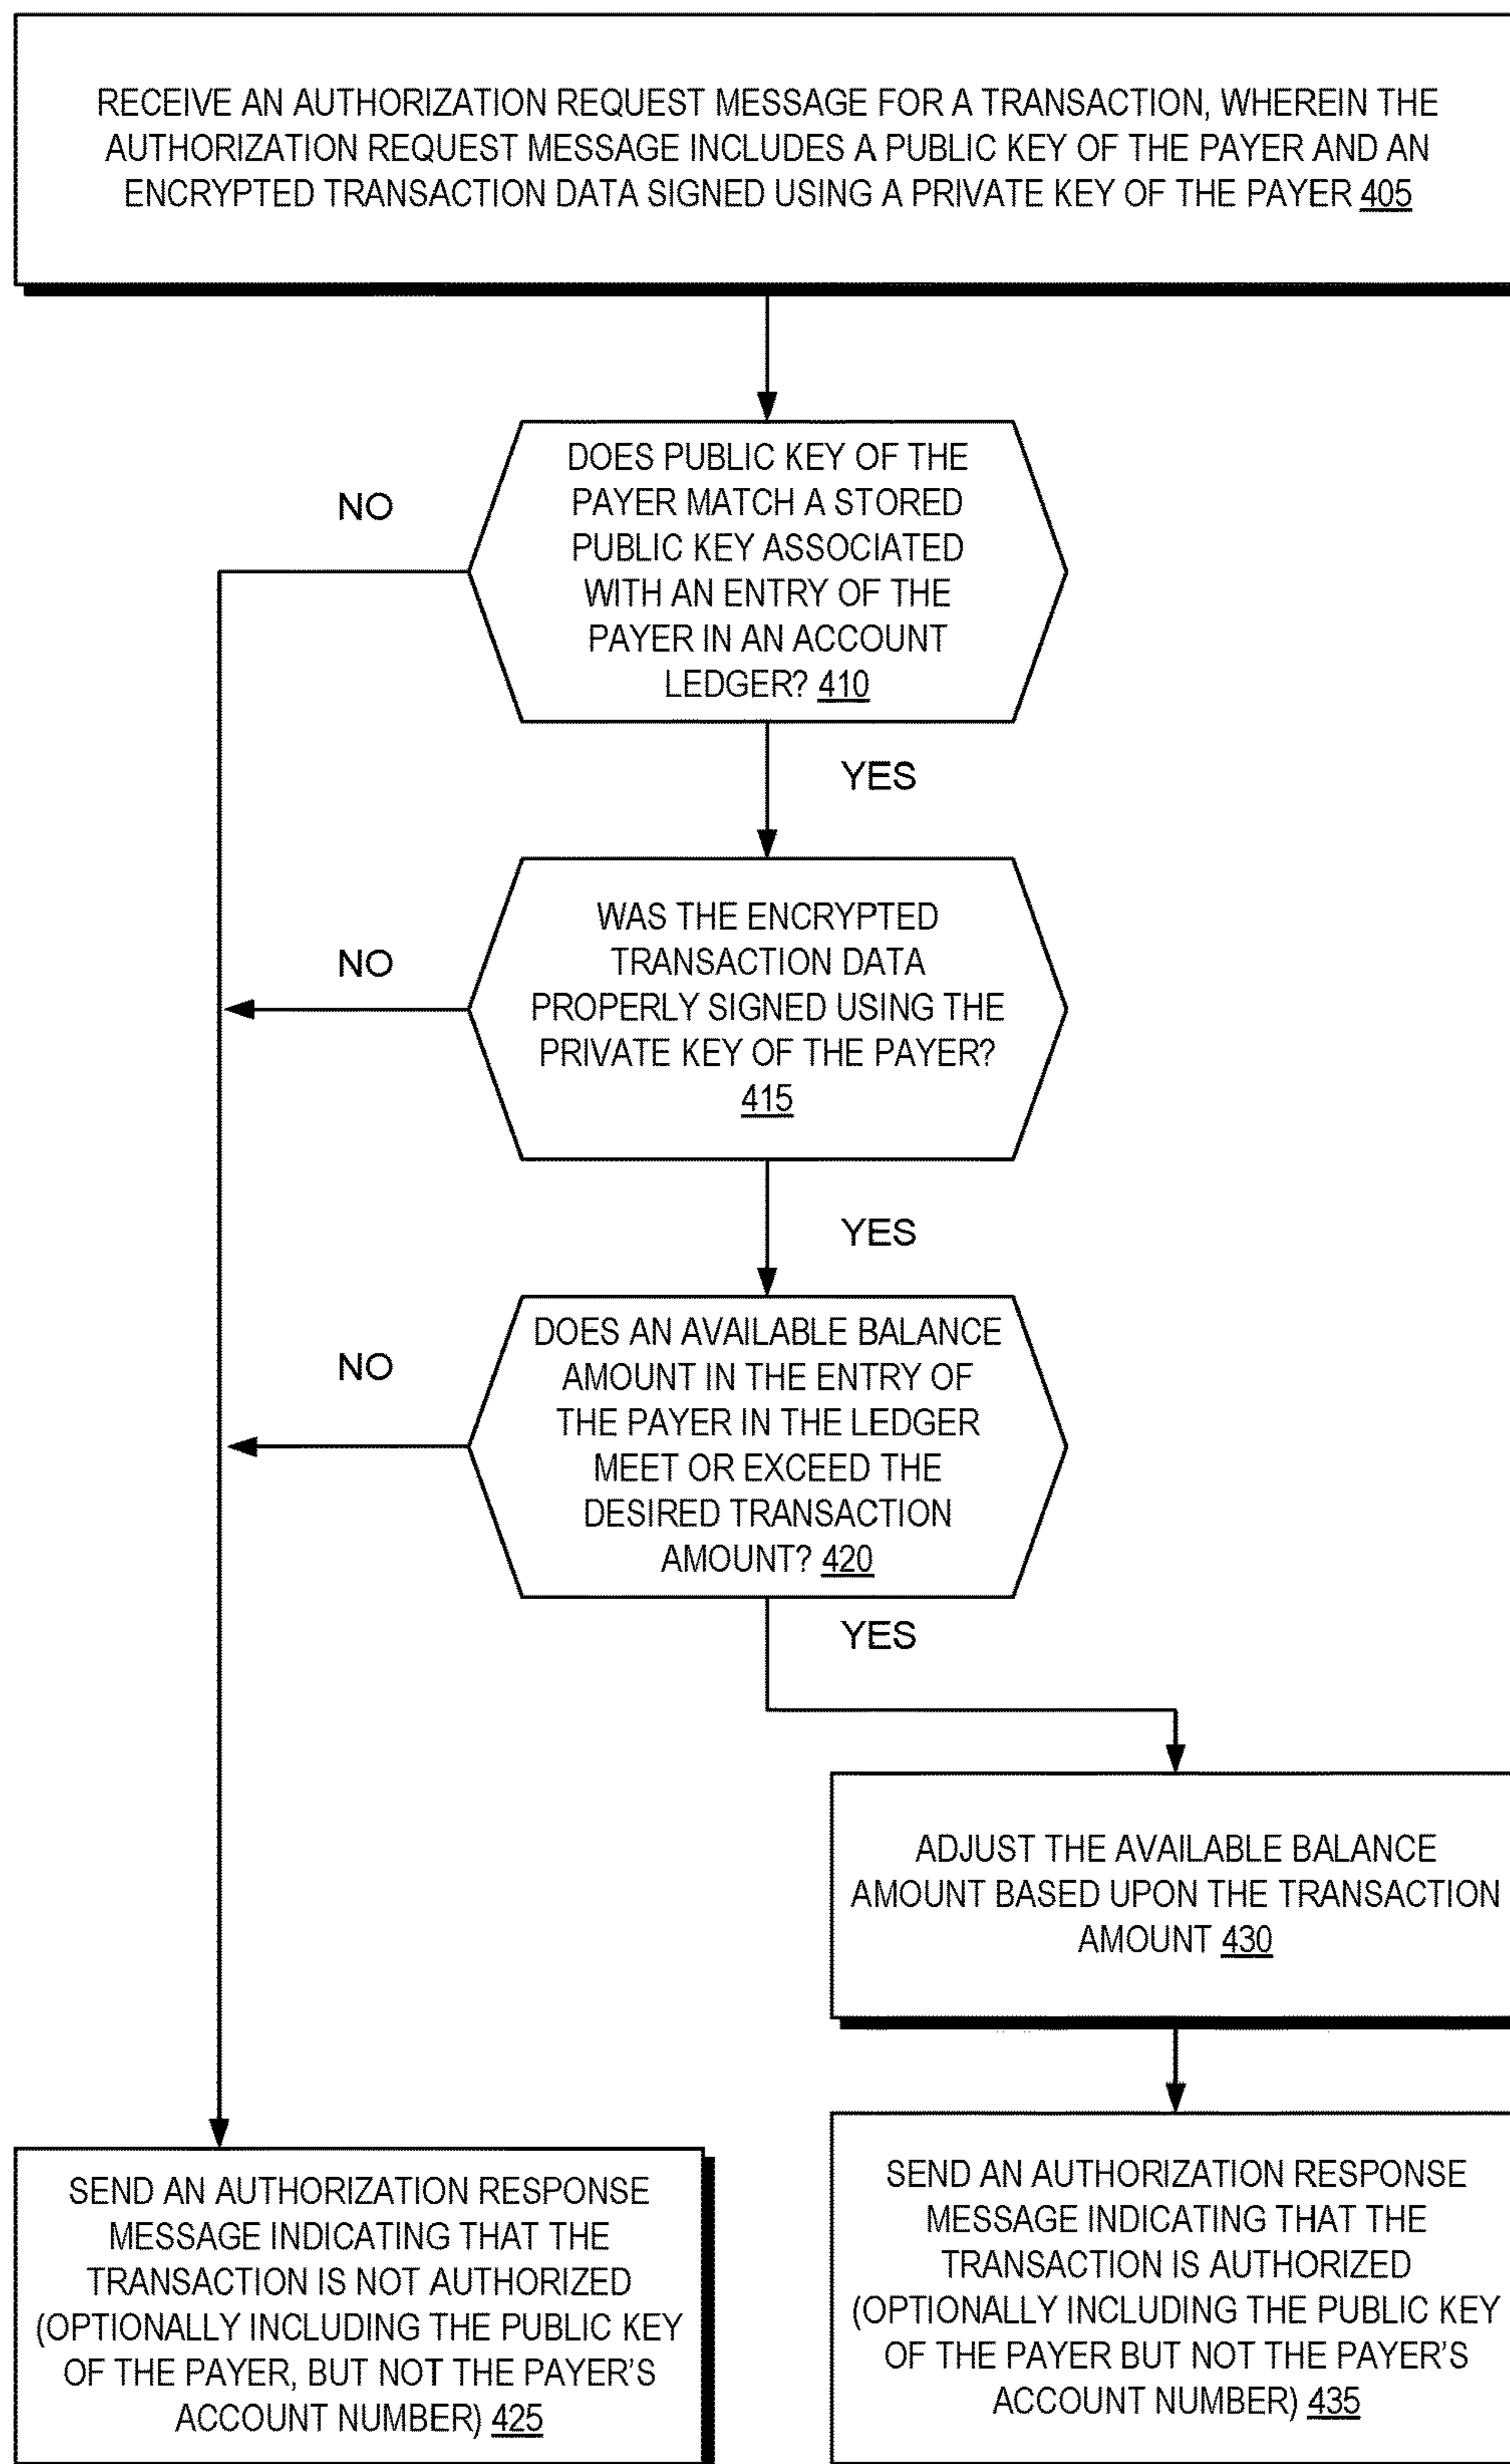 RECEIVE AN AUTHORIZATION REQUEST MESSAGE FOR A TRANSACTION, WHEREIN THE
AUTHORIZATION REQUEST MESSAGE INCLUDES A PUBLIC KEY OF THE PAYER AND AN
ENCRYPTED TRANSACTION DATA SIGNED USING A PRIVATE KEY OF THE PAYER 405
DOES PUBLIC KEY OF THE
PAYER MATCH A STORED
PUBLIC KEY ASSOCIATED
WITH AN ENTRY OF THE
PAYER IN AN ACCOUNT
LEDGER? 410
NO
YES
WAS THE ENCRYPTED
TRANSACTION DATA
PROPERLY SIGNED USING THE
PRIVATE KEY OF THE PAYER?
415
NO
YES
DOES AN AVAILABLE BALANCE
AMOUNT IN THE ENTRY OF
THE PAYER IN THE LEDGER
MEET OR EXCEED THE
DESIRED TRANSACTION
AMOUNT? 420
NO
YES
ADJUST THE AVAILABLE BALANCE
AMOUNT BASED UPON THE TRANSACTION
AMOUNT 430
SEND AN AUTHORIZATION RESPONSE
MESSAGE INDICATING THAT THE
TRANSACTION IS NOT AUTHORIZED
(OPTIONALLY INCLUDING THE PUBLIC KEY
OF THE PAYER, BUT NOT THE PAYER'S
ACCOUNT NUMBER) 425
SEND AN AUTHORIZATION RESPONSE
MESSAGE INDICATING THAT THE
TRANSACTION IS AUTHORIZED
(OPTIONALLY INCLUDING THE PUBLIC KEY
OF THE PAYER BUT NOT THE PAYER'S
ACCOUNT NUMBER) 435